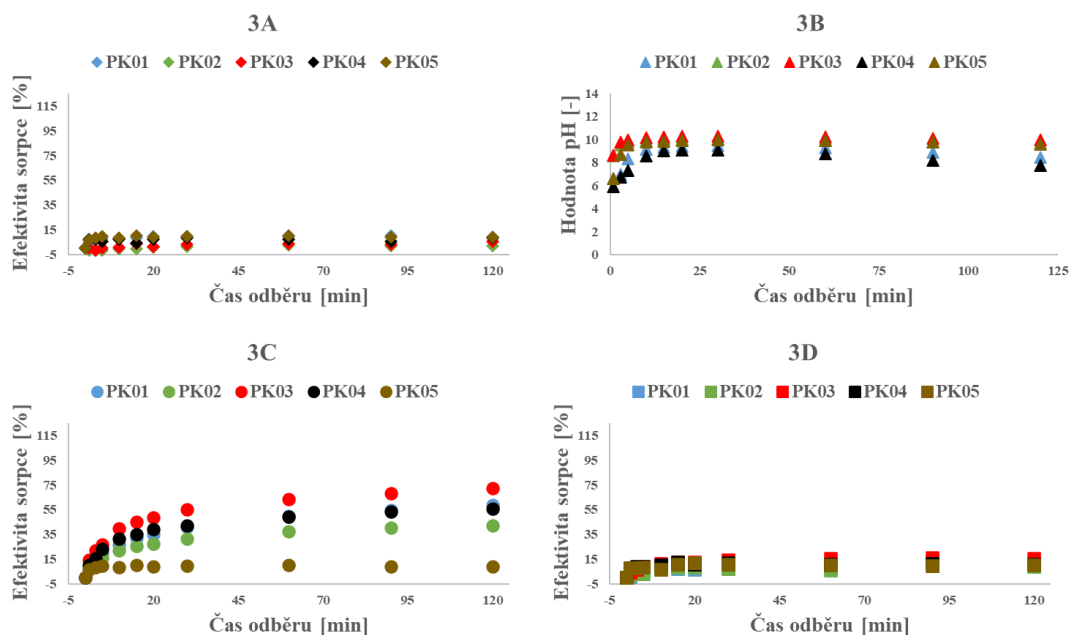 3A
PK01 PK02 PK03 PK04 PK05
Efektivita sorpce [%]
115
95
75
55
35
15
-5
-5 20 45 70 95 120
Čas odběru [min]
3B
PK01 PK02 PK03 PK04 PK05
Hodnota pH [-]
14
12
10
8
6
4
2
0
0 25 50 75 100 125
Čas odběru [min]
3C
PK01 PK02 PK03 PK04 PK05
Efektivita sorpce [%]
115
95
75
55
35
15
-5
-5 20 45 70 95 120
Čas odběru [min]
3D
PK01 PK02 PK03 PK04 PK05
Efektivita sorpce [%]
115
95
75
55
35
15
-5
-5 20 45 70 95 120
Čas odběru [min]